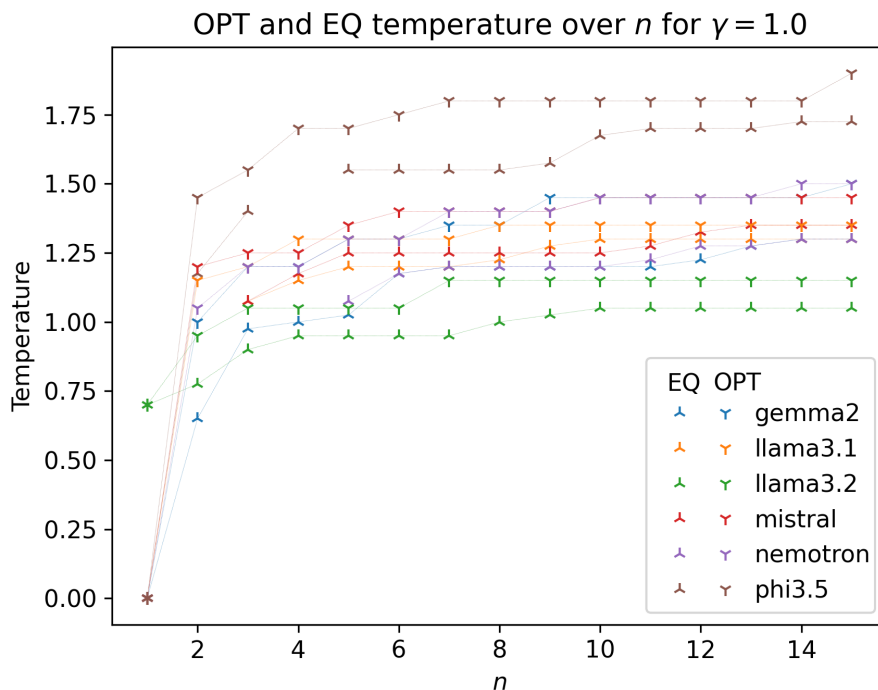 OPT and EQ temperature over n for γ = 1.0
Temperature
1.75
1.50
1.25
1.00
0.75
0.50
0.25
0.00
2 4 6 8 10 12 14
n
EQ OPT
gemma2
llama3.1
llama3.2
mistral
nemotron
phi3.5